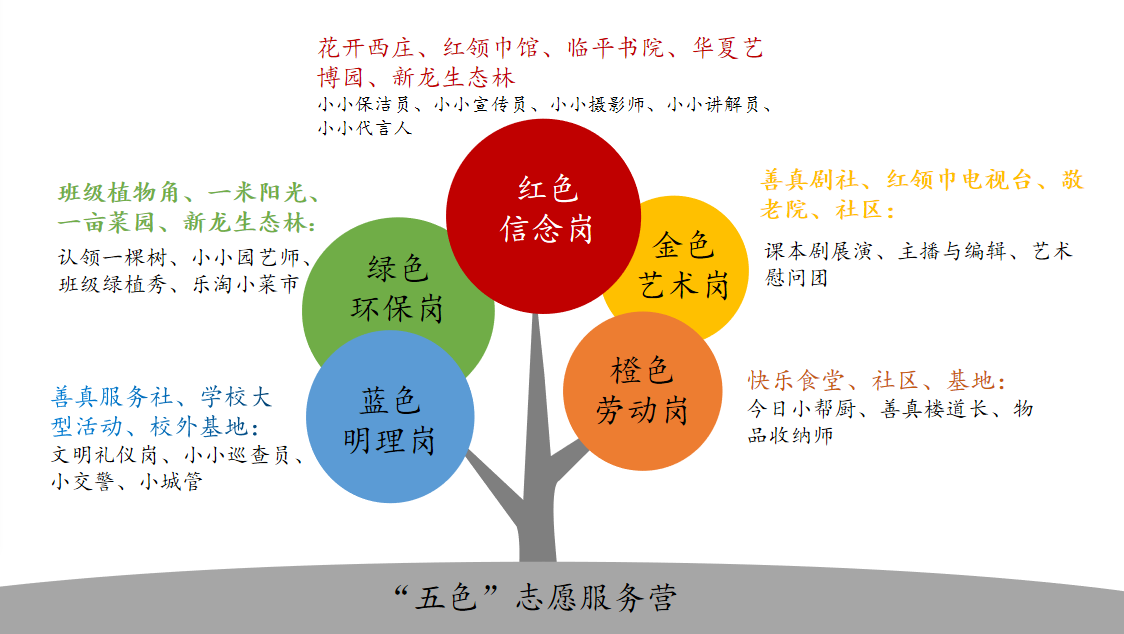 花开西庄、红领巾馆、临平书院、华夏艺
博园、新龙生态林
小小保洁员、小小宣传员、小小摄影师、小小讲解员、
小小代言人
红色
信念岗
班级植物角、一米阳光、
一亩菜园、新龙生态林：
认领一棵树、小小园艺师、
班级绿植秀、乐淘小菜市
绿色
环保岗
善真剧社、红领巾电视台、敬
老院、社区：
课本剧展演、主播与编辑、艺术
慰问团
金色
艺术岗
善真服务社、学校大
型活动、校外基地：
文明礼仪岗、小小巡查员、
小交警、小城管
蓝色
明理岗
橙色
劳动岗
快乐食堂、社区、基地：
今日小帮厨、善真楼道长、物
品收纳师
“五色”志愿服务营